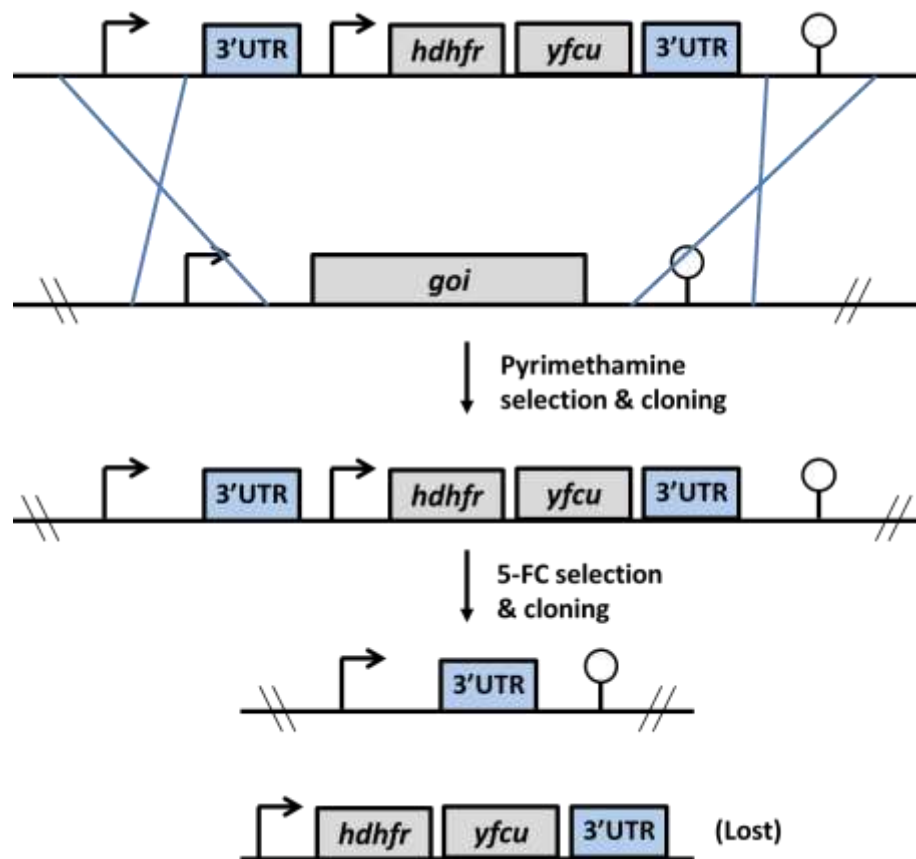 3'UTR hdhfr yfcu 3'UTR
goi
Pyrimethamine
selection & cloning
3'UTR hdhfr yfcu 3'UTR
5-FC selection
& cloning
3'UTR
hdhfr yfcu 3'UTR (Lost)